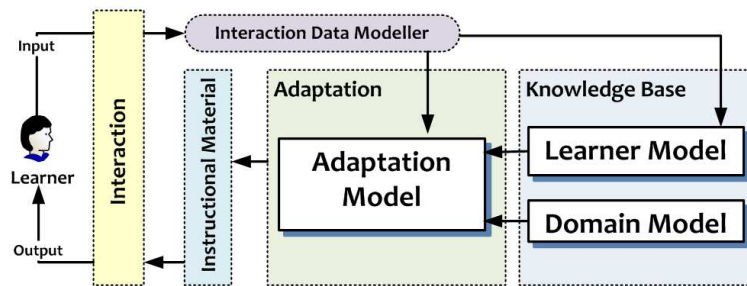 Input
Interaction Data Modeller
Interaction
Instructional Material
Adaptation
Knowledge Base
Adaptation
Model
Learner Model
Learner
Domain Model
Output